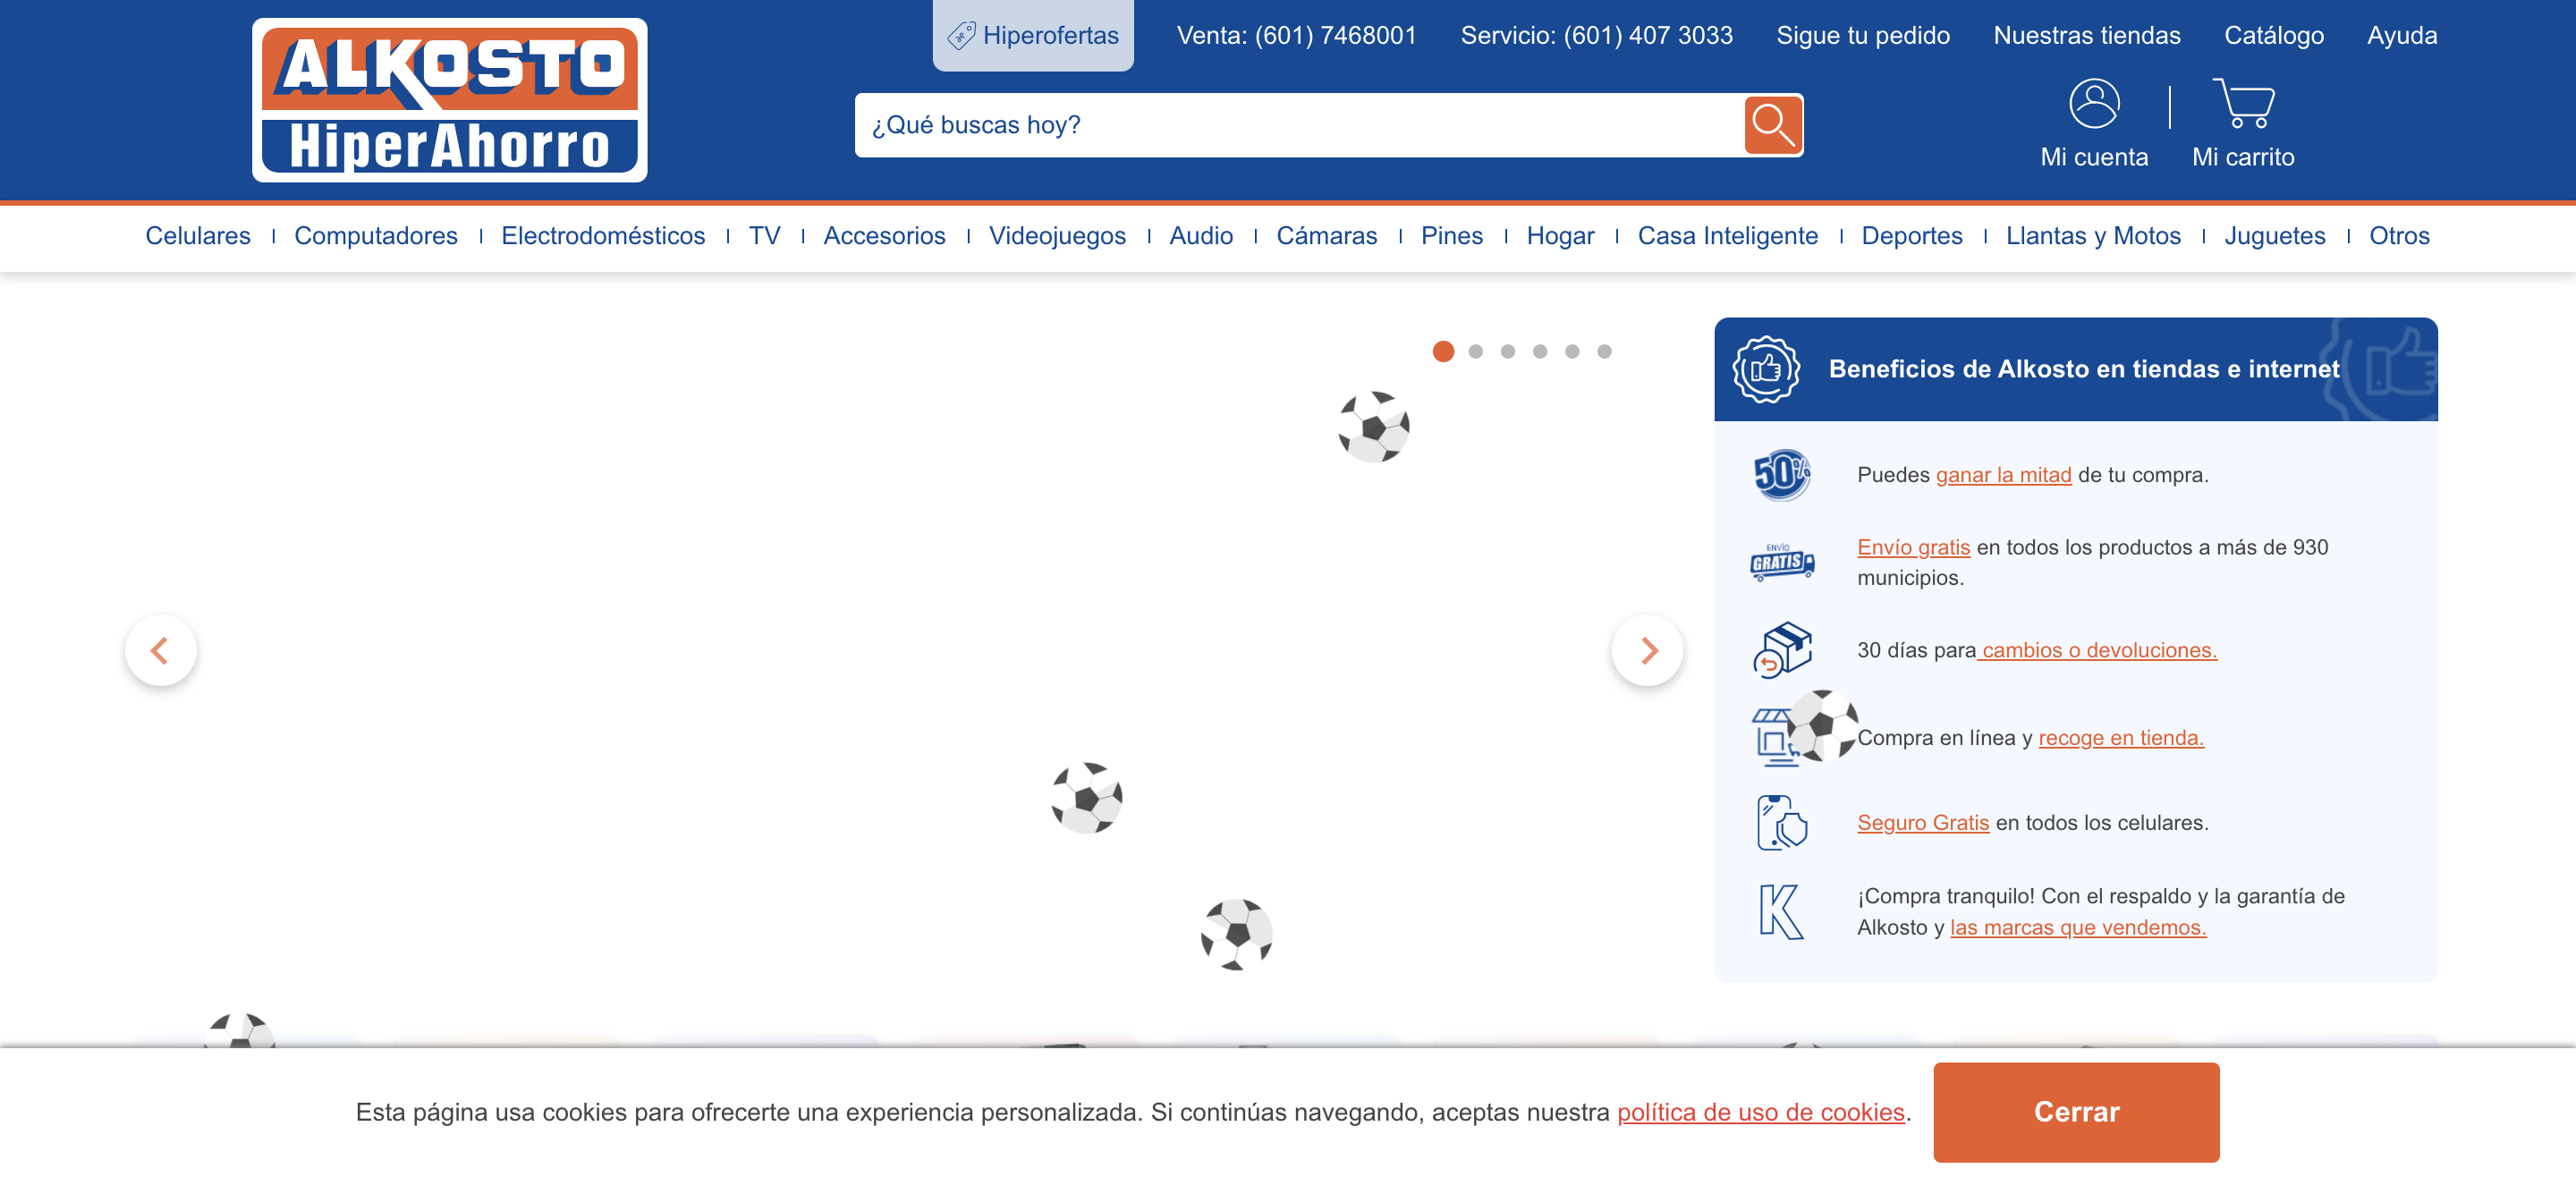 ALKOSTO
HiperAhorro
Hiperofertas
Venta: (601) 7468001
Servicio: (601) 407 3033
Sigue tu pedido
Nuestras tiendas
Catálogo
Ayuda
¿Qué buscas hoy?
Mi cuenta
Mi carrito
Celulares
Computadores
Electrodomésticos
TV
Accesorios
Videojuegos
Audio
Cámaras
Pines
Hogar
Casa Inteligente
Deportes
Llantas y Motos
Juguetes
Otros
Beneficios de Alkosto en tiendas e internet
50%
Puedes ganar la mitad de tu compra.
ENVÍO
GRATIS
Envío gratis en todos los productos a más de 930
municipios.
30 días para cambios o devoluciones.
Compra en línea y recoge en tienda.
Seguro Gratis en todos los celulares.
K
¡Compra tranquilo! Con el respaldo y la garantía de
Alkosto y las marcas que vendemos.
Esta página usa cookies para ofrecerte una experiencia personalizada. Si continúas navegando, aceptas nuestra política de uso de cookies.
Cerrar